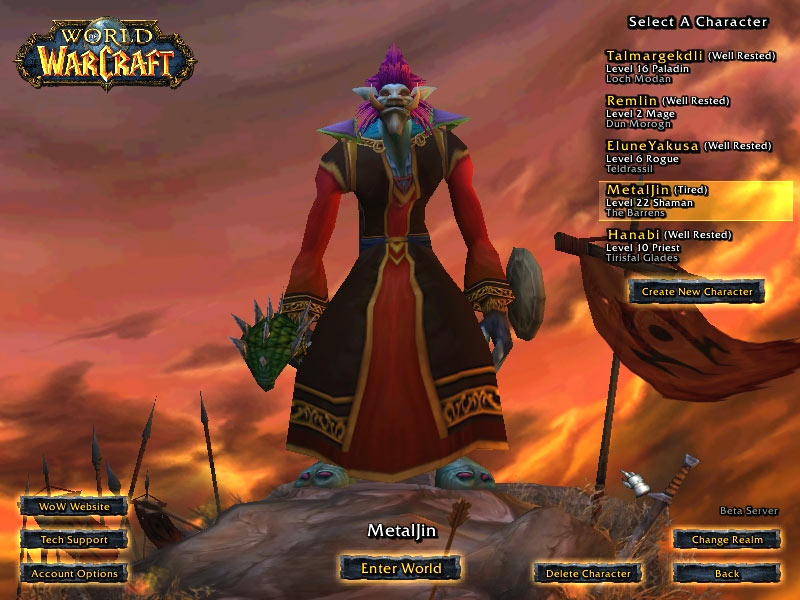 WORLD
OF
WARCRAFT
Select A Character
Talmargekdli (Well Rested)
Level 16 Paladin
Loch Modan
Remlin (Well Rested)
Level 2 Mage
Dun Morogh
EluneYakusa (Well Rested)
Level 6 Rogue
Teldrassil
MetalJin (Tired)
Level 22 Shaman
The Barrens
Hanabi (Well Rested)
Level 10 Priest
Tirisfal Glades
Create New Character
WoW Website
Tech Support
Account Options
MetalJin
Enter World
Beta Server
Change Realm
Delete Character
Back